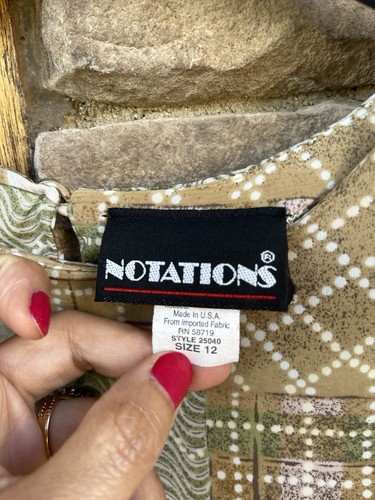 NOTATIONS®
Made In U.S.A.
From Imported Fabric
RN 58719
STYLE 25040
SIZE 12